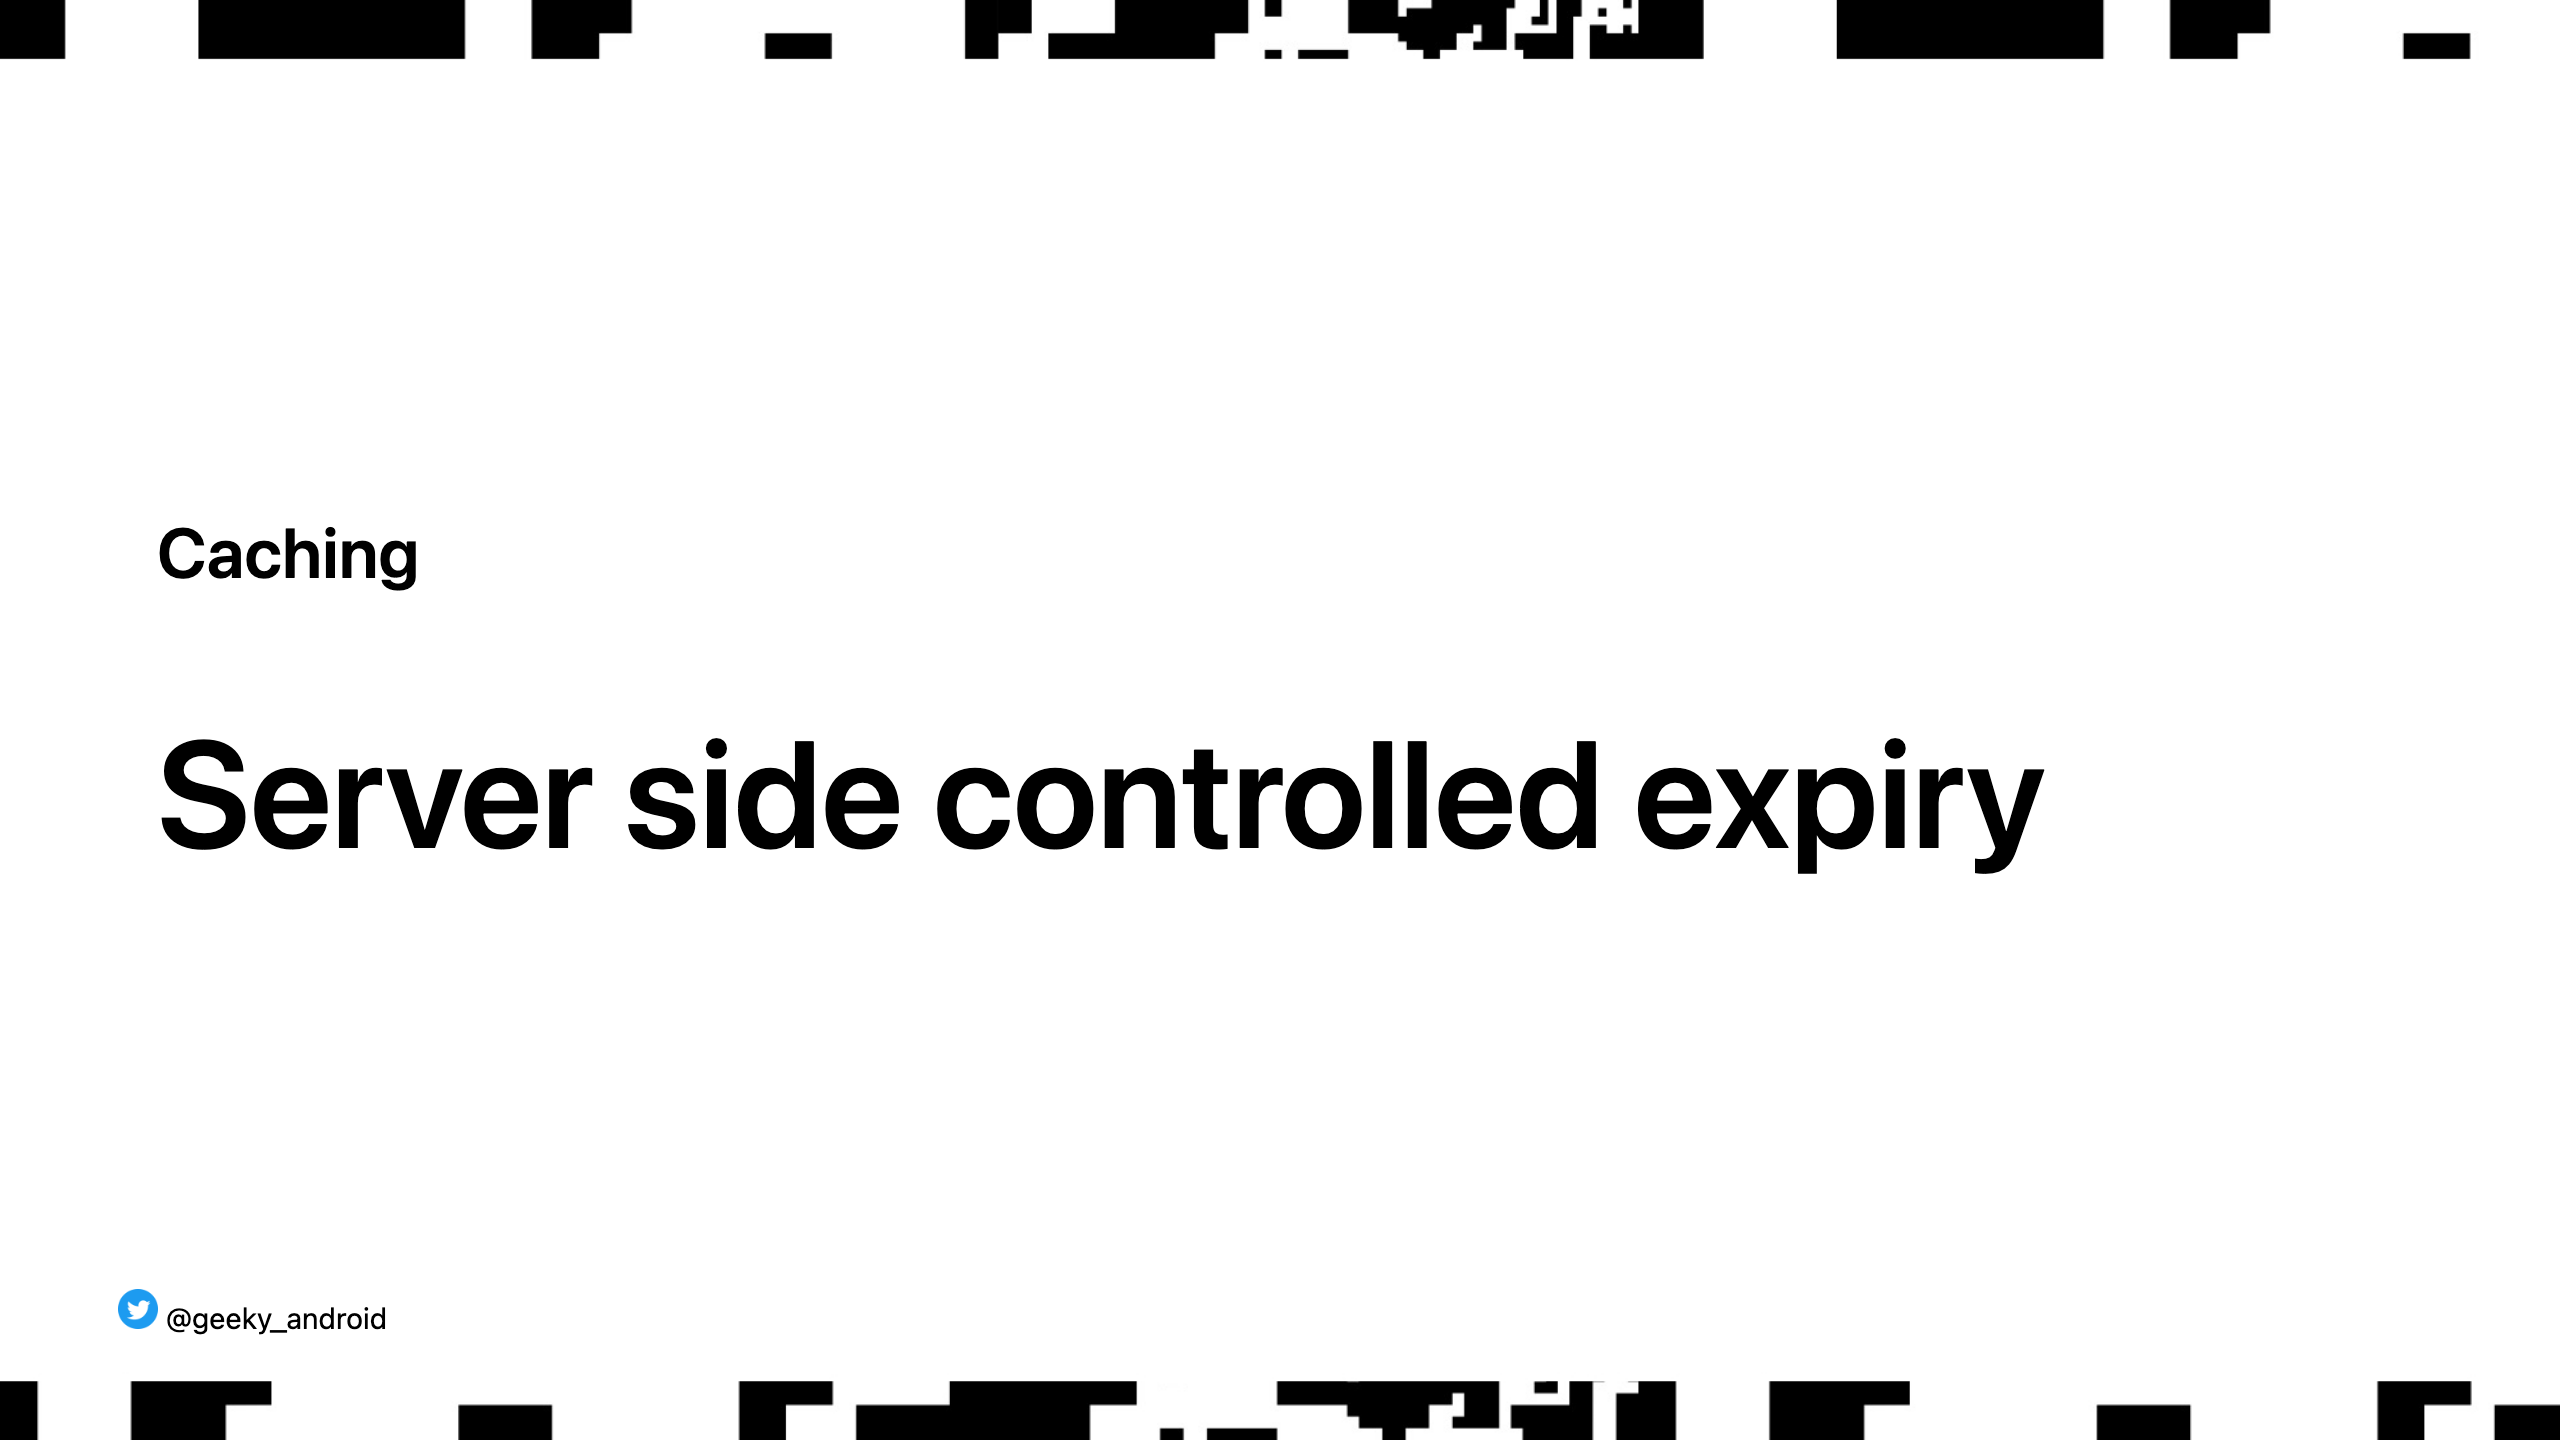 Caching
Server side controlled expiry
@geeky_android